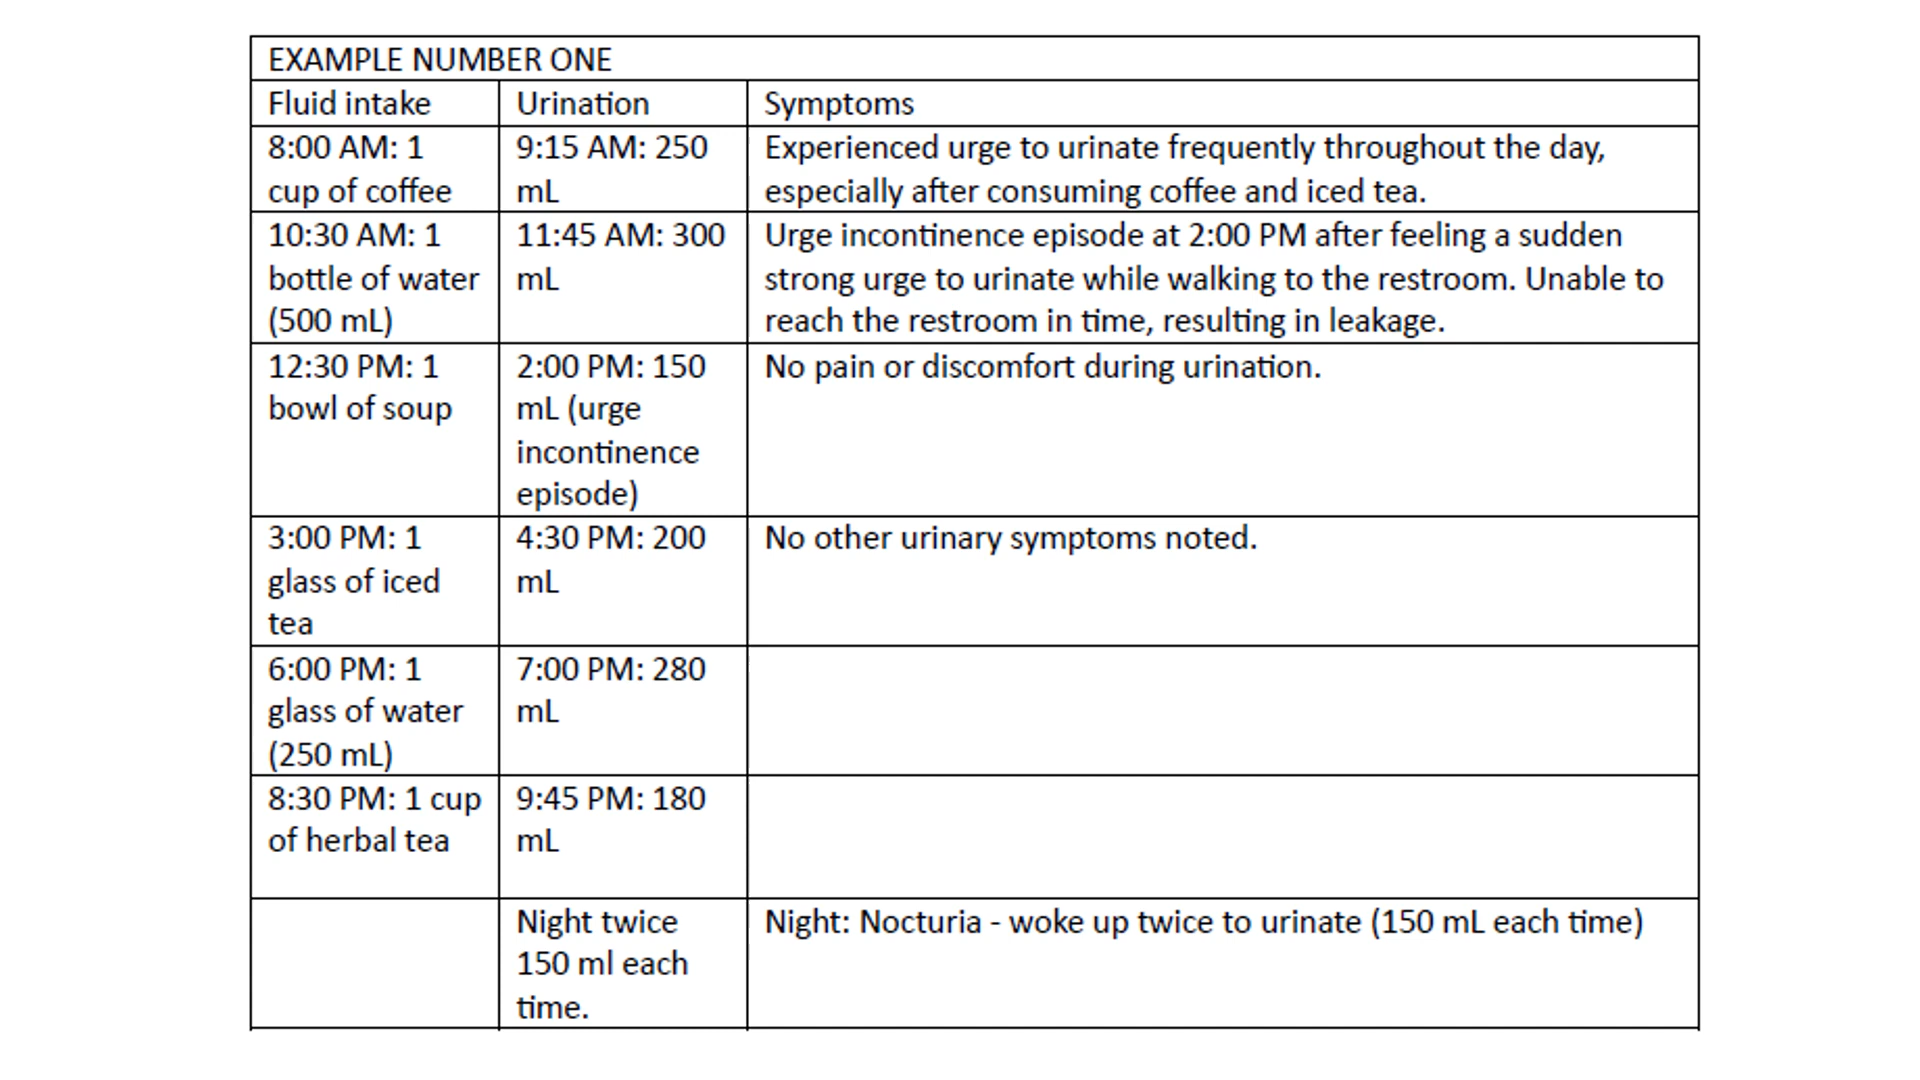 EXAMPLE NUMBER ONE
Fluid intake
Urination
Symptoms
8:00 AM: 1
cup of coffee
9:15 AM: 250
mL
Experienced urge to urinate frequently throughout the day,
especially after consuming coffee and iced tea.
10:30 AM: 1
bottle of water
(500 mL)
11:45 AM: 300
mL
Urge incontinence episode at 2:00 PM after feeling a sudden
strong urge to urinate while walking to the restroom. Unable to
reach the restroom in time, resulting in leakage.
12:30 PM: 1
bowl of soup
2:00 PM: 150
mL (urge
incontinence
episode)
No pain or discomfort during urination.
3:00 PM: 1
glass of iced
tea
4:30 PM: 200
mL
No other urinary symptoms noted.
6:00 PM: 1
glass of water
(250 mL)
7:00 PM: 280
mL
8:30 PM: 1 cup
of herbal tea
9:45 PM: 180
mL
Night twice
150 ml each
time.
Night: Nocturia - woke up twice to urinate (150 mL each time)